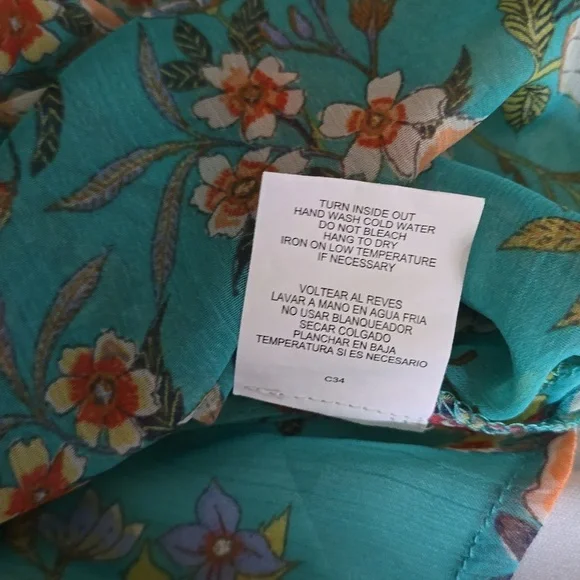 TURN INSIDE OUT
HAND WASH COLD WATER
DO NOT BLEACH
HANG TO DRY
IRON ON LOW TEMPERATURE
IF NECESSARY
VOLTEAR AL REVES
LAVAR A MANO EN AGUA FRIA
NO USAR BLANQUEADOR
SECAR COLGADO
PLANCHAR EN BAJA
TEMPERATURA SI ES NECESARIO
C34